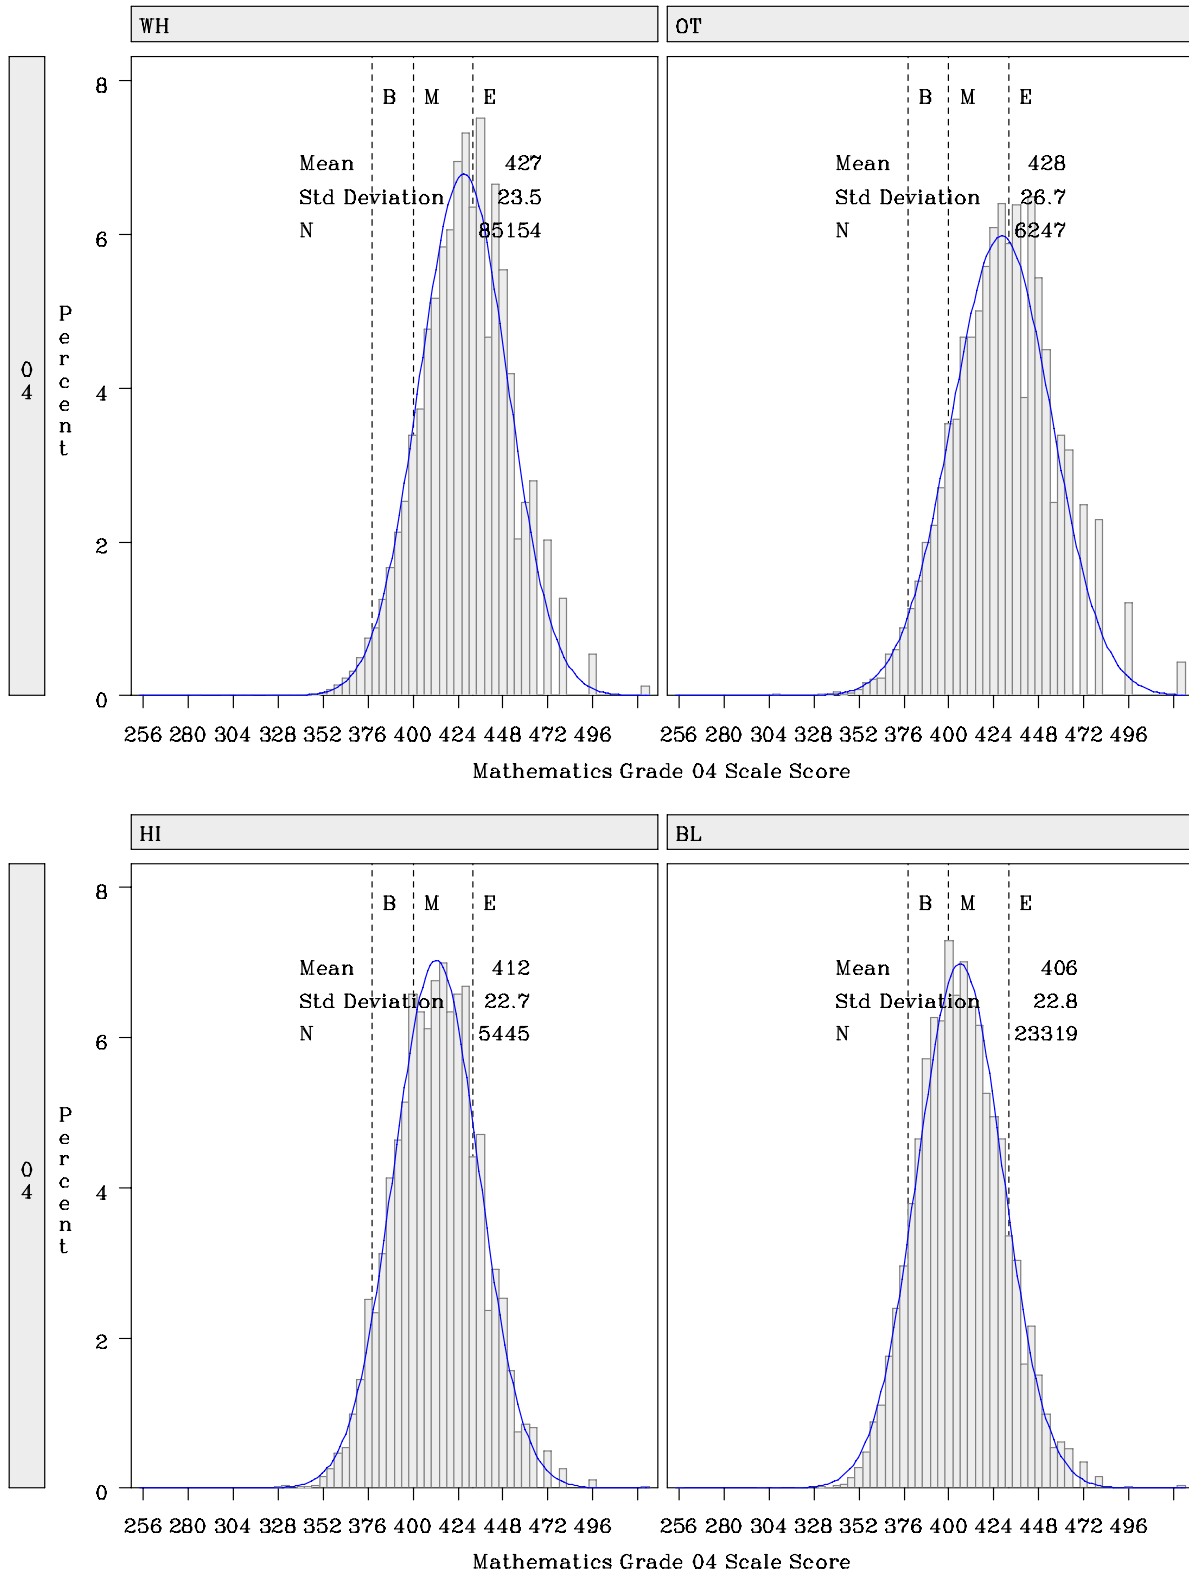 WH OT
8
B M E B M E
Mean 427 Mean 428
Std Deviation 23.5 Std Deviation 26.7
N 85154 N 6247
6
Percent
04
4
2
0
256 280 304 328 352 376 400 424 448 472 496 256 280 304 328 352 376 400 424 448 472 496
Mathematics Grade 04 Scale Score
HI BL
8
B M E B M E
Mean 412 Mean 406
Std Deviation 22.7 Std Deviation 22.8
N 5445 N 23319
6
Percent
04
4
2
0
256 280 304 328 352 376 400 424 448 472 496 256 280 304 328 352 376 400 424 448 472 496
Mathematics Grade 04 Scale Score